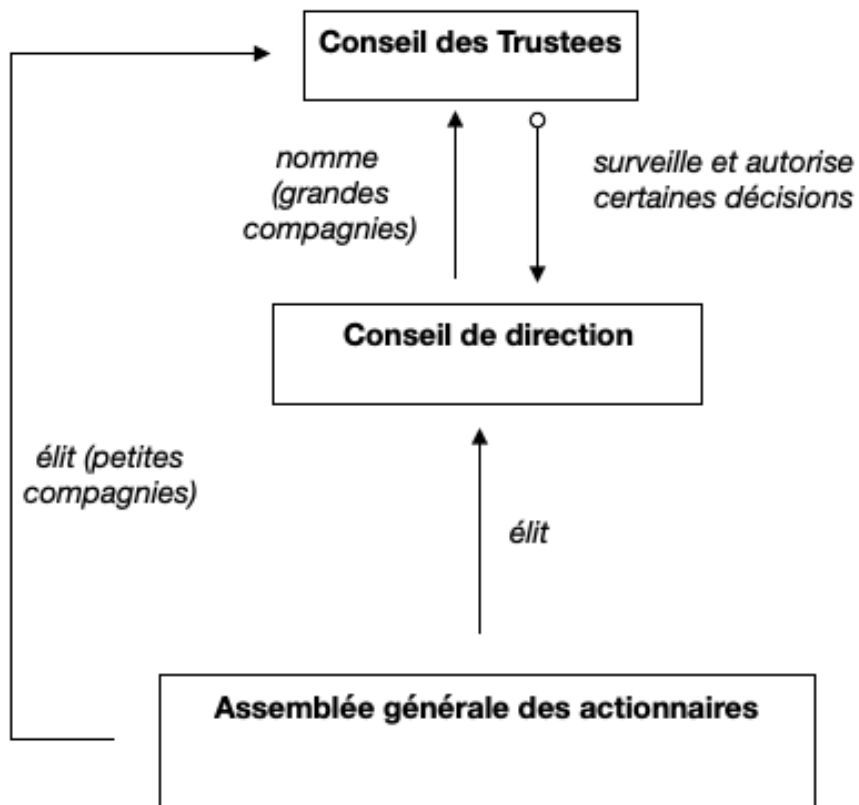 Conseil des Trustees
nomme
(grandes
compagnies)
surveille et autorise
certaines décisions
Conseil de direction
élit (petites
compagnies)
élit
Assemblée générale des actionnaires